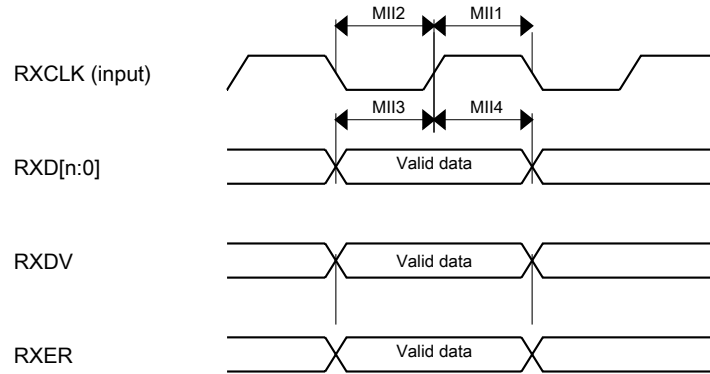 MII2 MII1
RXCLK (input)
MII3 MII4
RXD[n:0] Valid data
RXDV Valid data
RXER Valid data